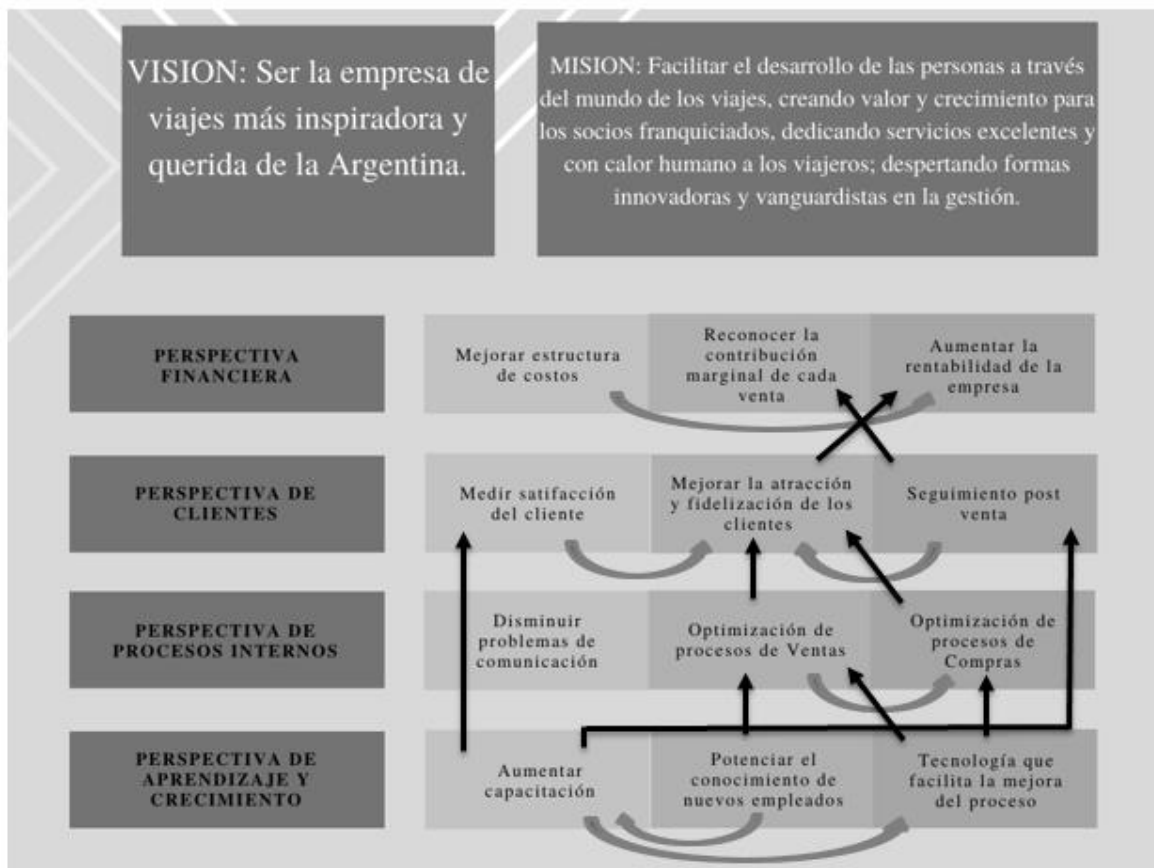 VISION: Ser la empresa de
viajes más inspiradora y
querida de la Argentina.
MISION: Facilitar el desarrollo de las personas a través
del mundo de los viajes, creando valor y crecimiento para
los socios franquiciados, dedicando servicios excelentes y
con calor humano a los viajeros; despertando formas
innovadoras y vanguardistas en la gestión.
PERSPECTIVA
FINANCIERA
Mejorar estructura
de costos
Reconocer la
contribución
marginal de cada
venta
Aumentar la
rentabilidad de la
empresa
PERSPECTIVA DE
CLIENTES
Medir satifacción
del cliente
Mejorar la atracción
y fidelización de los
clientes
Seguimiento post
venta
PERSPECTIVA DE
PROCESOS INTERNOS
Disminuir
problemas de
comunicación
Optimización de
procesos de Ventas
Optimización de
procesos de
Compras
PERSPECTIVA DE
APRENDIZAJE Y
CRECIMIENTO
Aumentar
capacitación
Potenciar el
conocimiento de
nuevos empleados
Tecnología que
facilita la mejora
del proceso